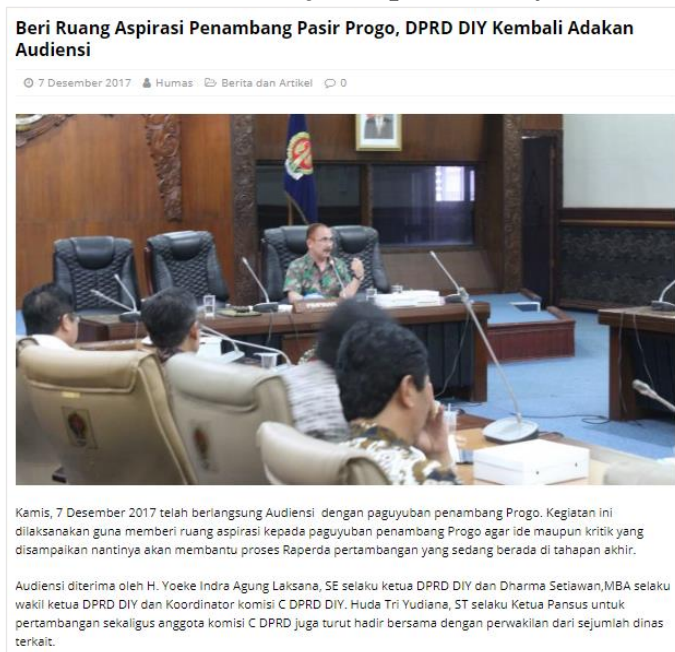 Beri Ruang Aspirasi Penambang Pasir Progo, DPRD DIY Kembali Adakan
Audiensi
7 Desember 2017 Humas Berita dan Artikel 0
Kamis, 7 Desember 2017 telah berlangsung Audiensi dengan paguyuban penambang Progo. Kegiatan ini
dilaksanakan guna memberi ruang aspirasi kepada paguyuban penambang Progo agar ide maupun kritik yang
disampaikan nantinya akan membantu proses Raperda pertambangan yang sedang berada di tahapan akhir.
Audiensi diterima oleh H. Yoeke Indra Agung Laksana, SE selaku ketua DPRD DIY dan Dharma Setiawan,MBA selaku
wakil ketua DPRD DIY dan Koordinator komisi C DPRD DIY. Huda Tri Yudiana, ST selaku Ketua Pansus untuk
pertambangan sekaligus anggota komisi C DPRD juga turut hadir bersama dengan perwakilan dari sejumlah dinas
terkait.